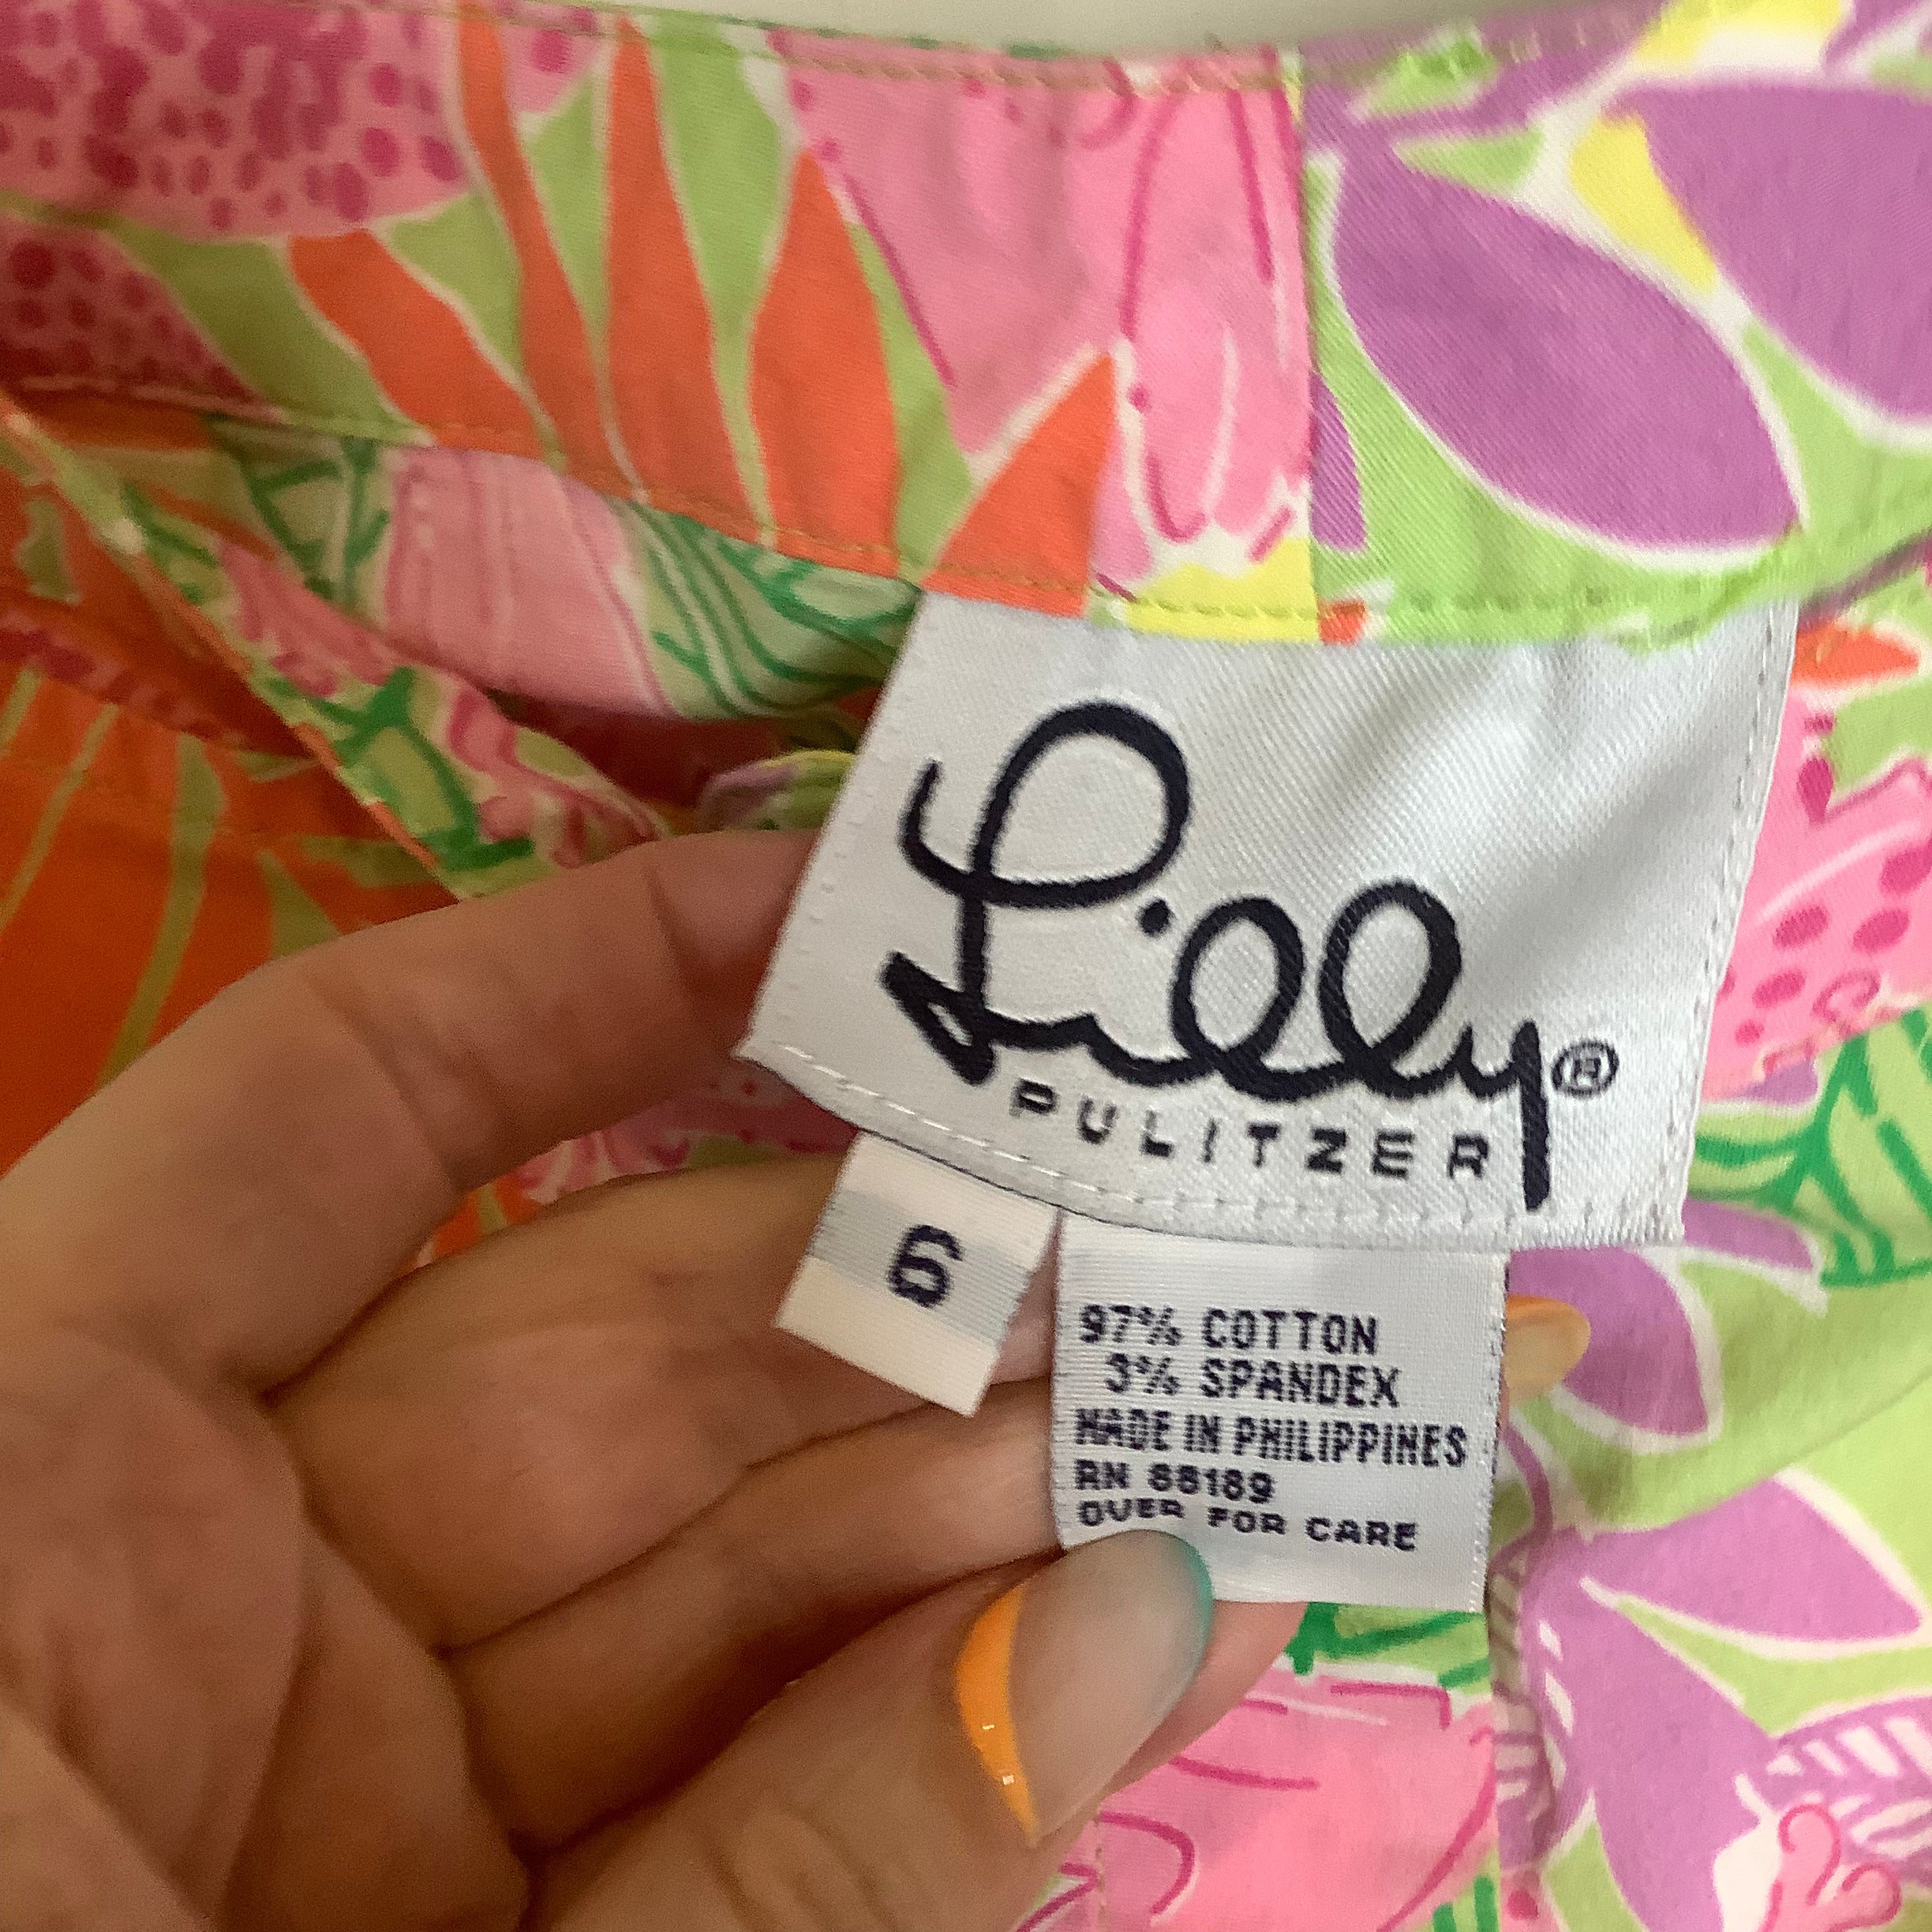 Lilly®
PULITZER
6
97% COTTON
3% SPANDEX
MADE IN PHILIPPINES
RN 88189
OVER FOR CARE